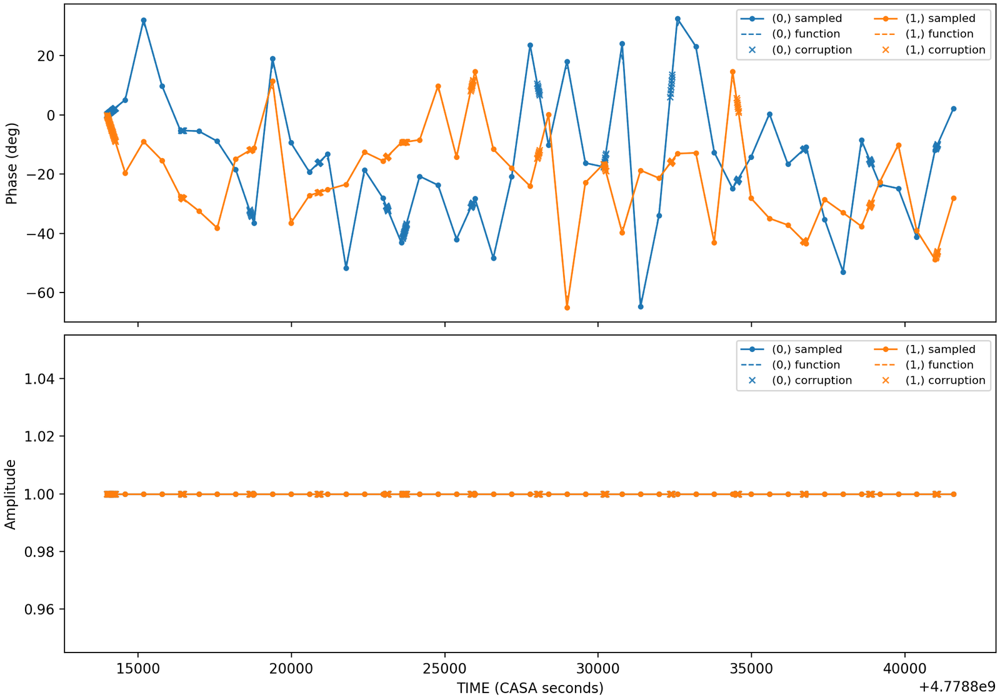 (0,) sampled (1,) sampled
(0,) function (1,) function
(0,) corruption (1,) corruption
20
0
−20
−40
−60
Phase (deg)
(0,) sampled (1,) sampled
(0,) function (1,) function
(0,) corruption (1,) corruption
1.04
1.02
1.00
0.98
0.96
Amplitude
15000 20000 25000 30000 35000 40000
TIME (CASA seconds)
+4.7788e9